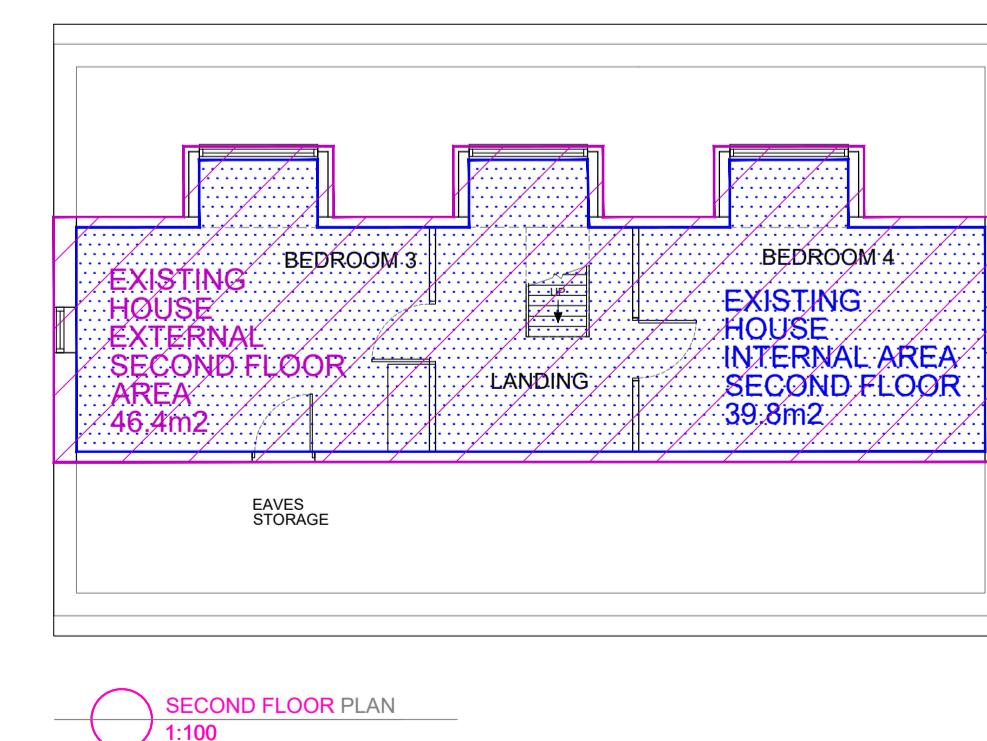 BEDROOM 3
BEDROOM 4
EXISTING
HOUSE
EXTERNAL
SECOND FLOOR
AREA
46.4m2
UP
LANDING
EXISTING
HOUSE
INTERNAL AREA
SECOND FLOOR
39.8m2
EAVES
STORAGE
SECOND FLOOR PLAN
1:100